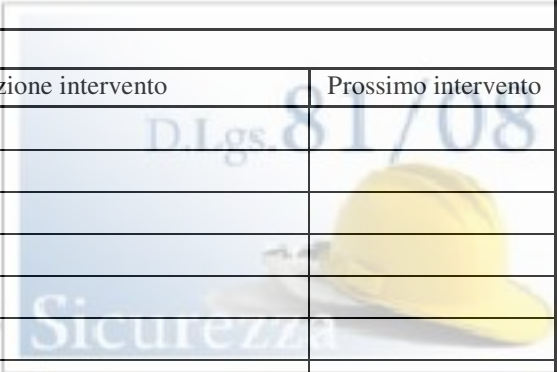 zione intervento
Prossimo intervento
D.Lgs.81/08
Sicurezza